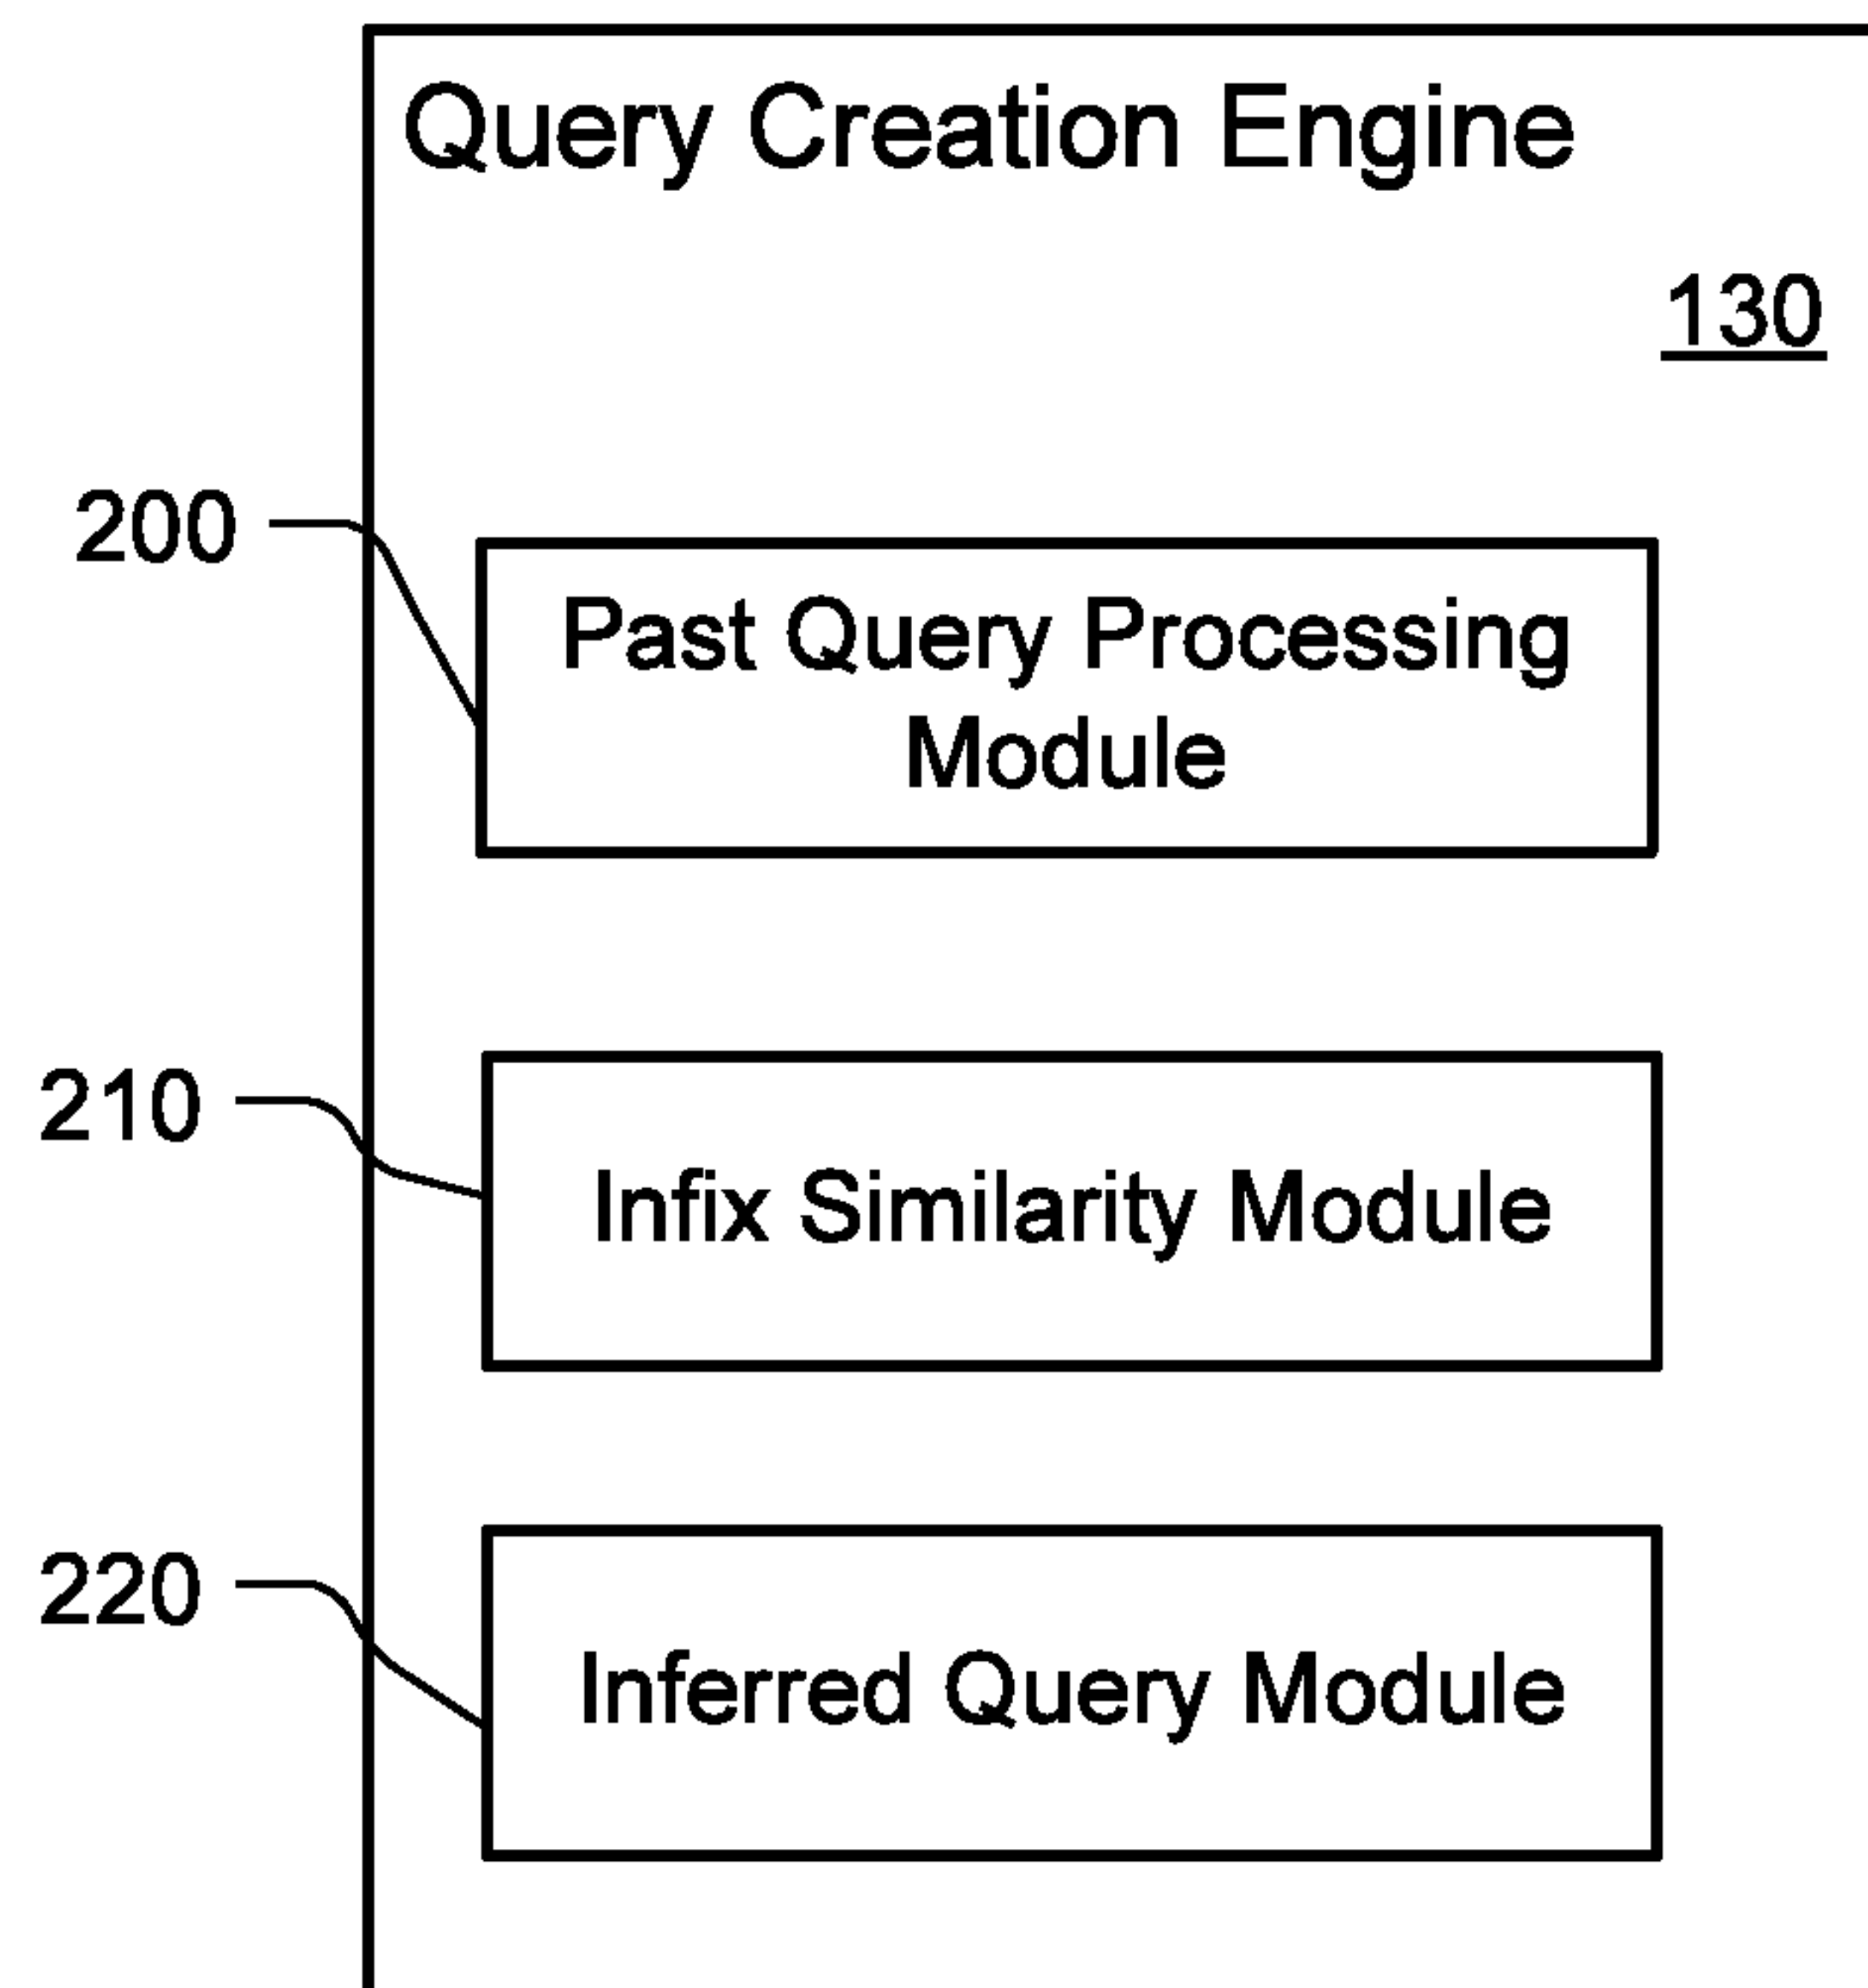 Query Creation Engine
130
200
Past Query Processing
Module
210
Infix Similarity Module
220
Inferred Query Module